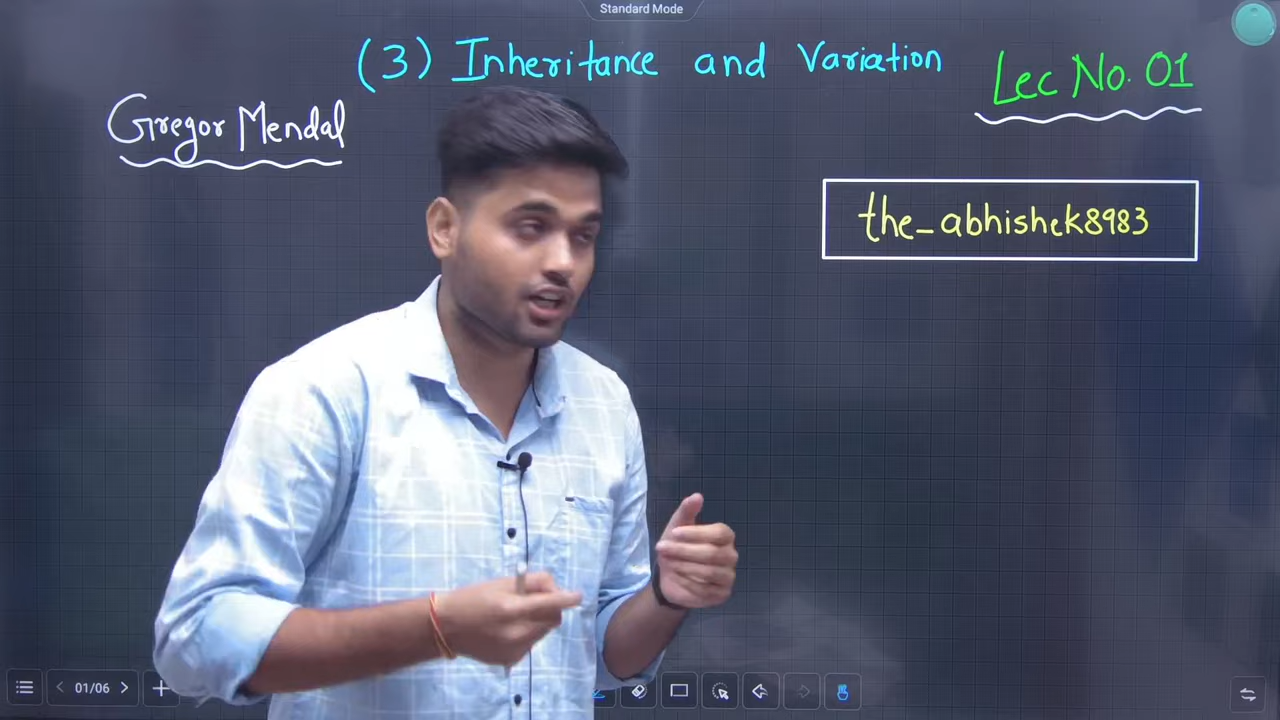 Standard Mode
(3) Inheritance and Variation
Lec No. 01
Gregor Mendal
the_abhishek8983
01/06